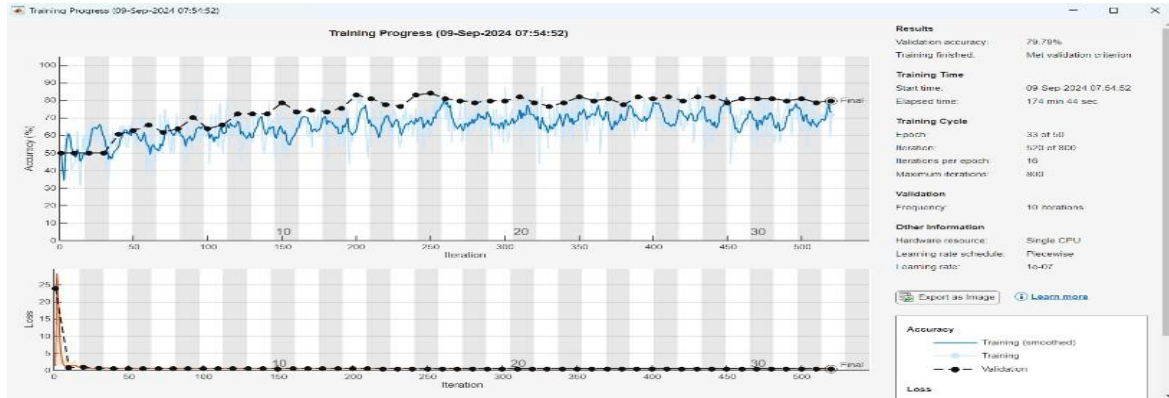 Training Progress (09-Sep-2024 07:54:52)
Training Progress (09-Sep-2024 07:54:52)
100
90
80
70
60
50
40
30
20
10
0
Accuracy (%)
Final
10
20
30
0
50
100
150
200
250
300
350
400
450
500
Iteration
25
20
15
10
5
0
Loss
10
20
30
Final
0
50
100
150
200
250
300
350
400
450
500
Iteration
Results
Validation accuracy: 79.79%
Training finished: Met validation criterion
Training Time
Start time: 09-Sep-2024 07:54:52
Elapsed time: 174 min 44 sec
Training Cycle
Epoch: 33 of 50
Iteration: 520 of 800
Iterations per epoch: 16
Maximum iterations: 800
Validation
Frequency: 10 iterations
Other Information
Hardware resource: Single CPU
Learning rate schedule: Piecewise
Learning rate: 1e-07
Export as Image
Learn more
Accuracy
Training (smoothed)
Training
Validation
Loss